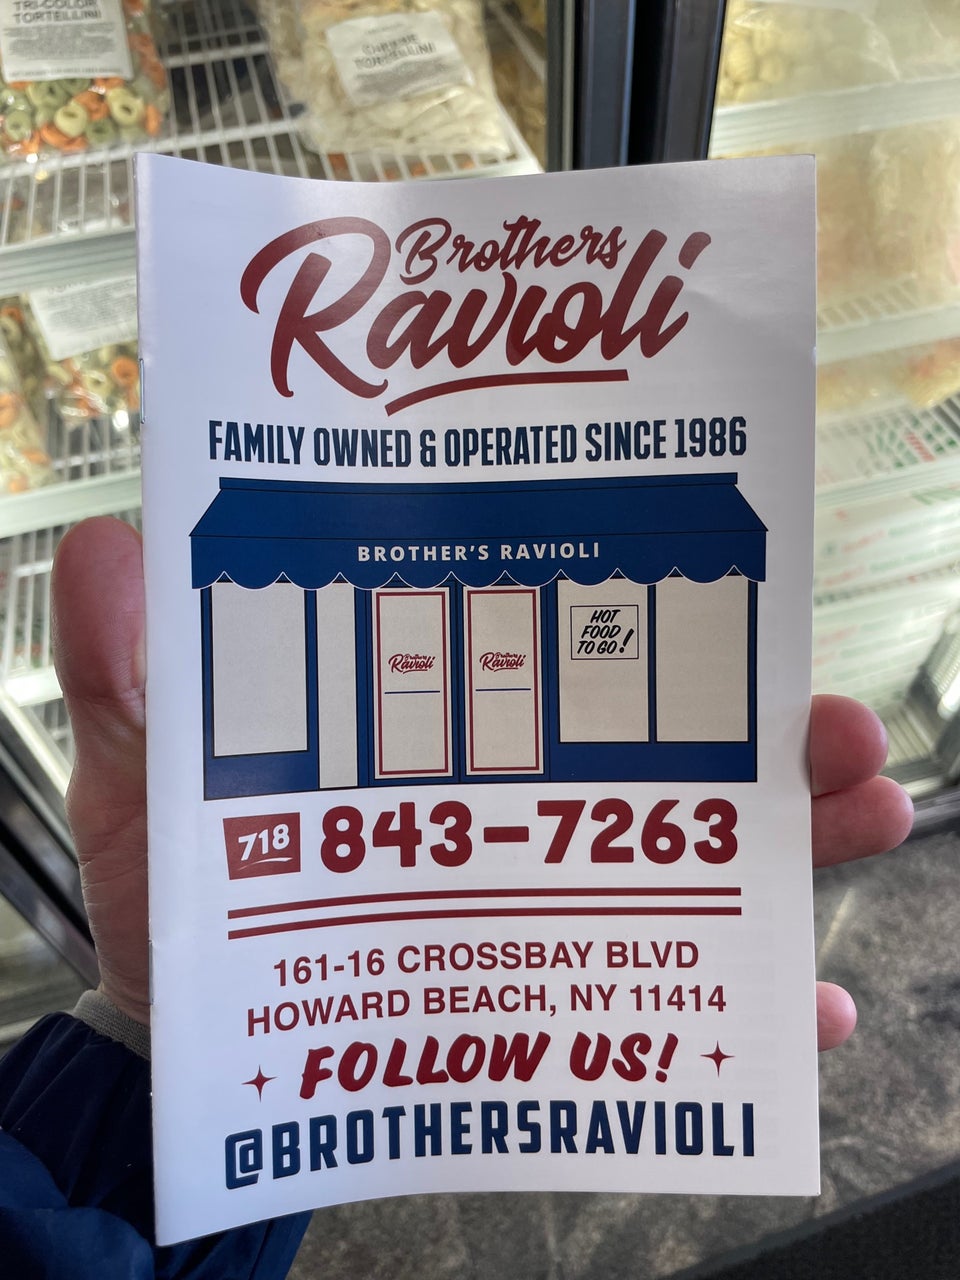 TRI-COLOR
TORTELLINI
CHEESE
TORTELLINI
Brothers
Ravioli
FAMILY OWNED & OPERATED SINCE 1986
BROTHER'S RAVIOLI
Brothers
Ravioli
Brothers
Ravioli
HOT
FOOD
TO GO!
718 843-7263
161-16 CROSSBAY BLVD
HOWARD BEACH, NY 11414
FOLLOW US!
@BROTHERSRAVIOLI